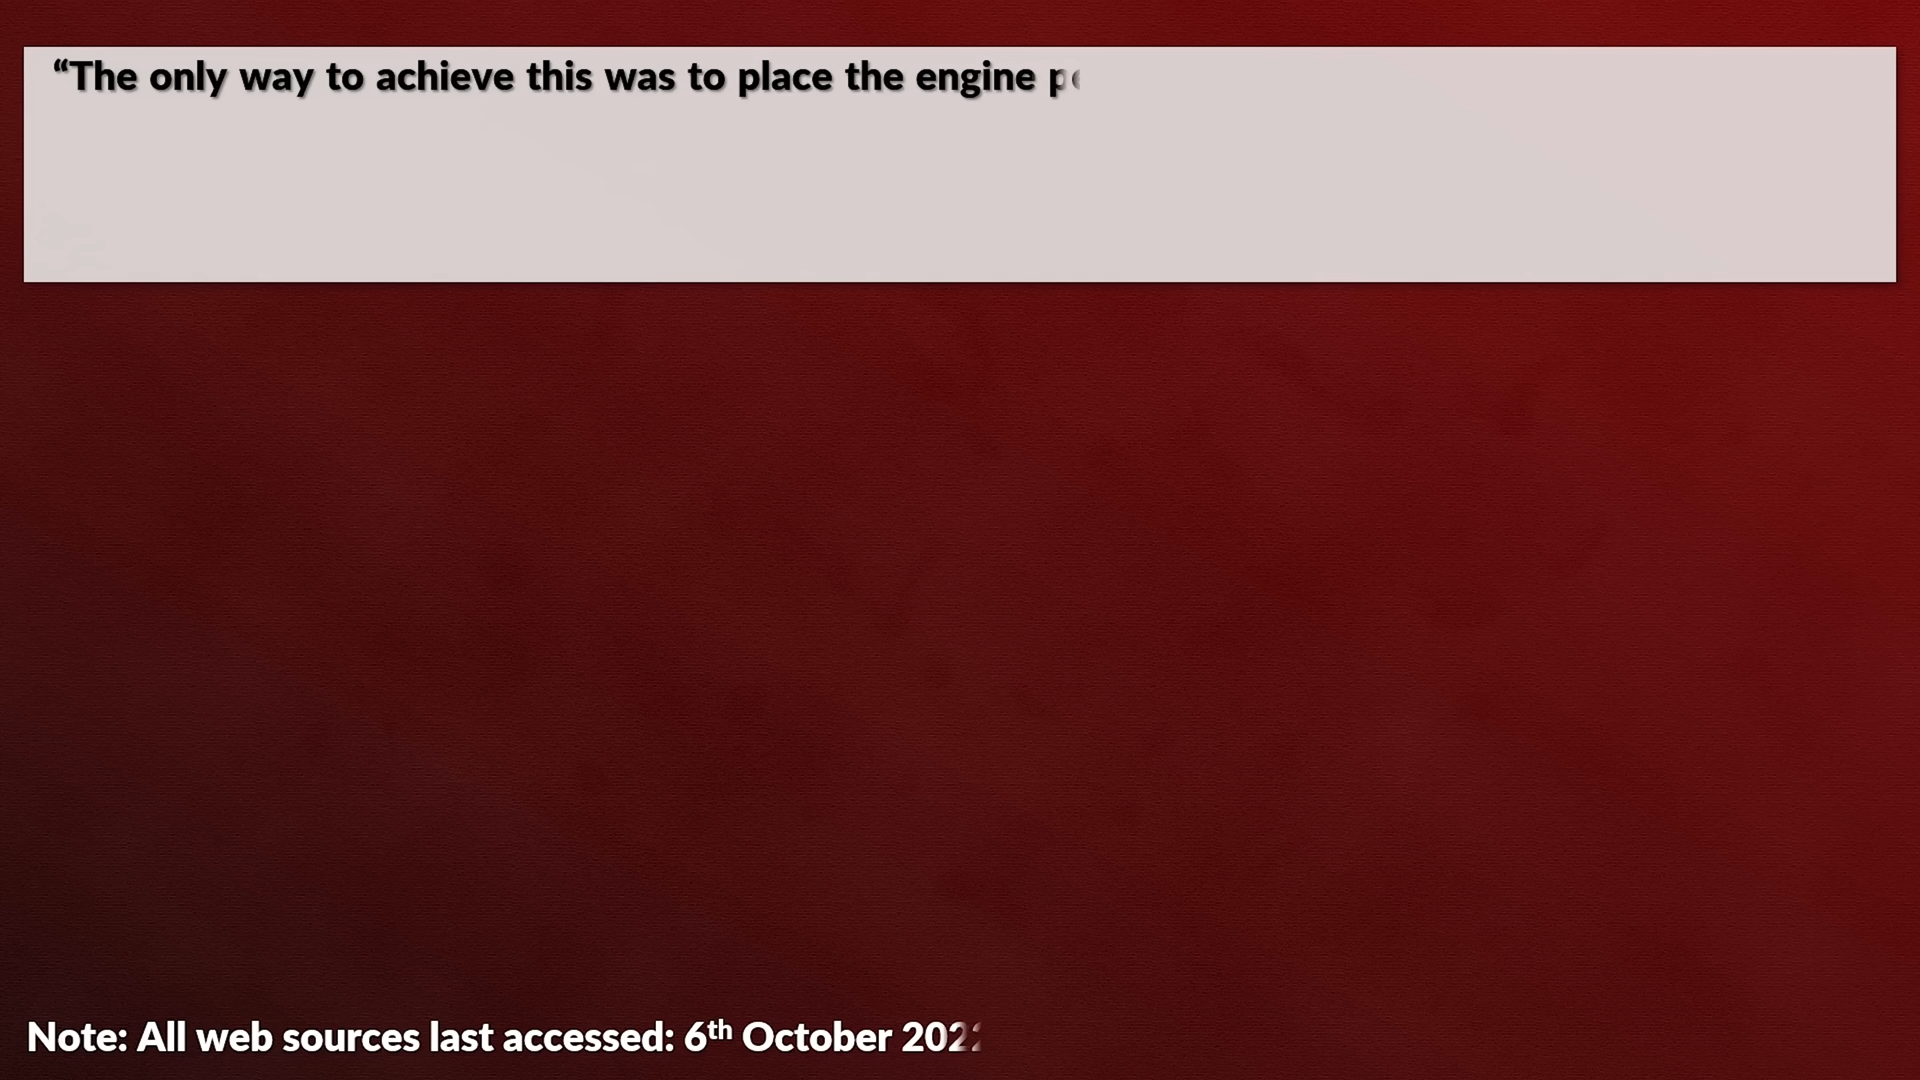 “The only way to achieve this was to place the engine
Note: All web sources last accessed: 6th October